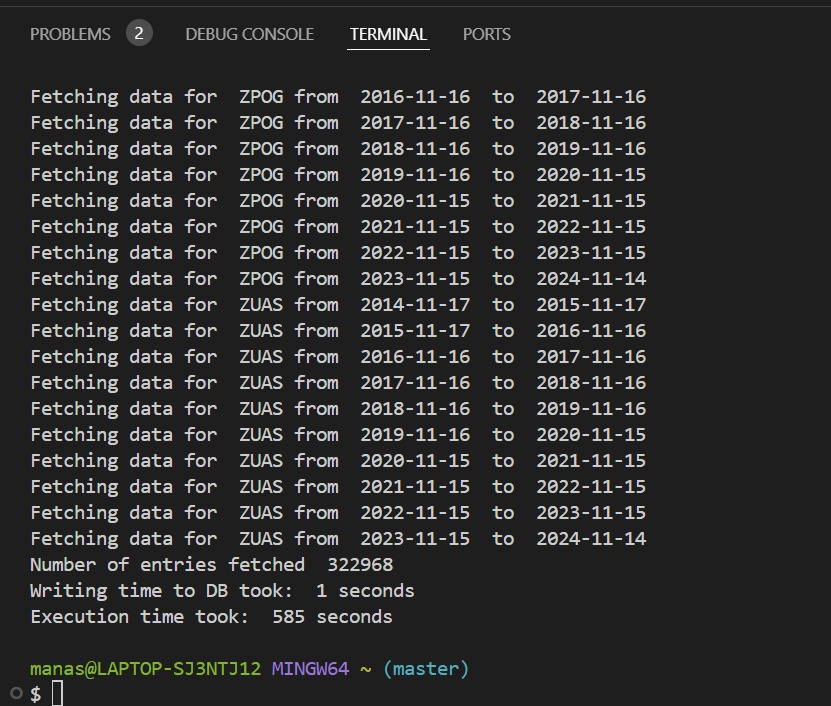 PROBLEMS 2 DEBUG CONSOLE TERMINAL PORTS
Fetching data for  ZPOG from  2016-11-16  to  2017-11-16
Fetching data for  ZPOG from  2017-11-16  to  2018-11-16
Fetching data for  ZPOG from  2018-11-16  to  2019-11-16
Fetching data for  ZPOG from  2019-11-16  to  2020-11-15
Fetching data for  ZPOG from  2020-11-15  to  2021-11-15
Fetching data for  ZPOG from  2021-11-15  to  2022-11-15
Fetching data for  ZPOG from  2022-11-15  to  2023-11-15
Fetching data for  ZPOG from  2023-11-15  to  2024-11-14
Fetching data for  ZUAS from  2014-11-17  to  2015-11-17
Fetching data for  ZUAS from  2015-11-17  to  2016-11-16
Fetching data for  ZUAS from  2016-11-16  to  2017-11-16
Fetching data for  ZUAS from  2017-11-16  to  2018-11-16
Fetching data for  ZUAS from  2018-11-16  to  2019-11-16
Fetching data for  ZUAS from  2019-11-16  to  2020-11-15
Fetching data for  ZUAS from  2020-11-15  to  2021-11-15
Fetching data for  ZUAS from  2021-11-15  to  2022-11-15
Fetching data for  ZUAS from  2022-11-15  to  2023-11-15
Fetching data for  ZUAS from  2023-11-15  to  2024-11-14
Number of entries fetched  322968
Writing time to DB took:  1 seconds
Execution time took:  585 seconds
manas@LAPTOP-SJ3NTJ12 MINGW64 ~ (master)
$